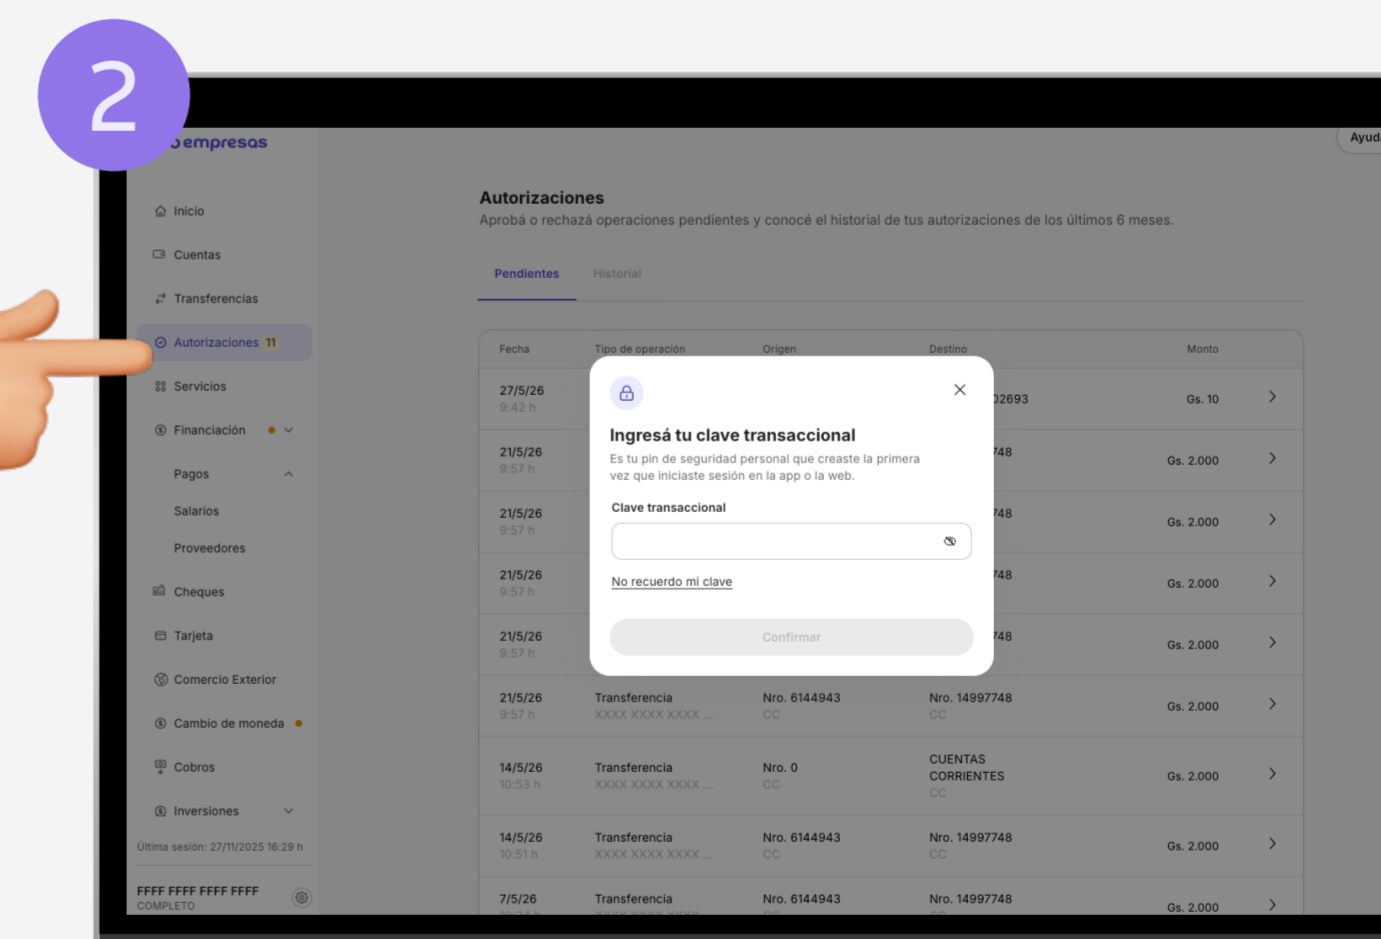 2
empresas
Ayuda
Inicio
Cuentas
Transferencias
Autorizaciones 11
Servicios
Financiación
Pagos
Salarios
Proveedores
Cheques
Tarjeta
Comercio Exterior
Cambio de moneda
Cobros
Inversiones
Última sesión: 27/11/2025 16:29 h
FFFF FFFF FFFF FFFF
COMPLETO
Autorizaciones
Aprobá o rechazá operaciones pendientes y conocé el historial de tus autorizaciones de los últimos 6 meses.
Pendientes Historial
Fecha Tipo de operación Origen Destino Monto
27/5/26 02693 Gs. 10
9:42 h
21/5/26 748 Gs. 2.000
9:57 h
21/5/26 748 Gs. 2.000
9:57 h
21/5/26 748 Gs. 2.000
9:57 h
21/5/26 748 Gs. 2.000
9:57 h
Ingresá tu clave transaccional
Es tu pin de seguridad personal que creaste la primera
vez que iniciaste sesión en la app o la web.
Clave transaccional
No recuerdo mi clave
Confirmar
21/5/26 Transferencia Nro. 6144943 Nro. 14997748 Gs. 2.000
9:57 h XXXX XXXX XXXX ... CC CC
14/5/26 Transferencia Nro. 0 CUENTAS CORRIENTES Gs. 2.000
10:53 h XXXX XXXX XXXX ... CC CC
14/5/26 Transferencia Nro. 6144943 Nro. 14997748 Gs. 2.000
10:51 h XXXX XXXX XXXX ... CC CC
7/5/26 Transferencia Nro. 6144943 Nro. 14997748 Gs. 2.000